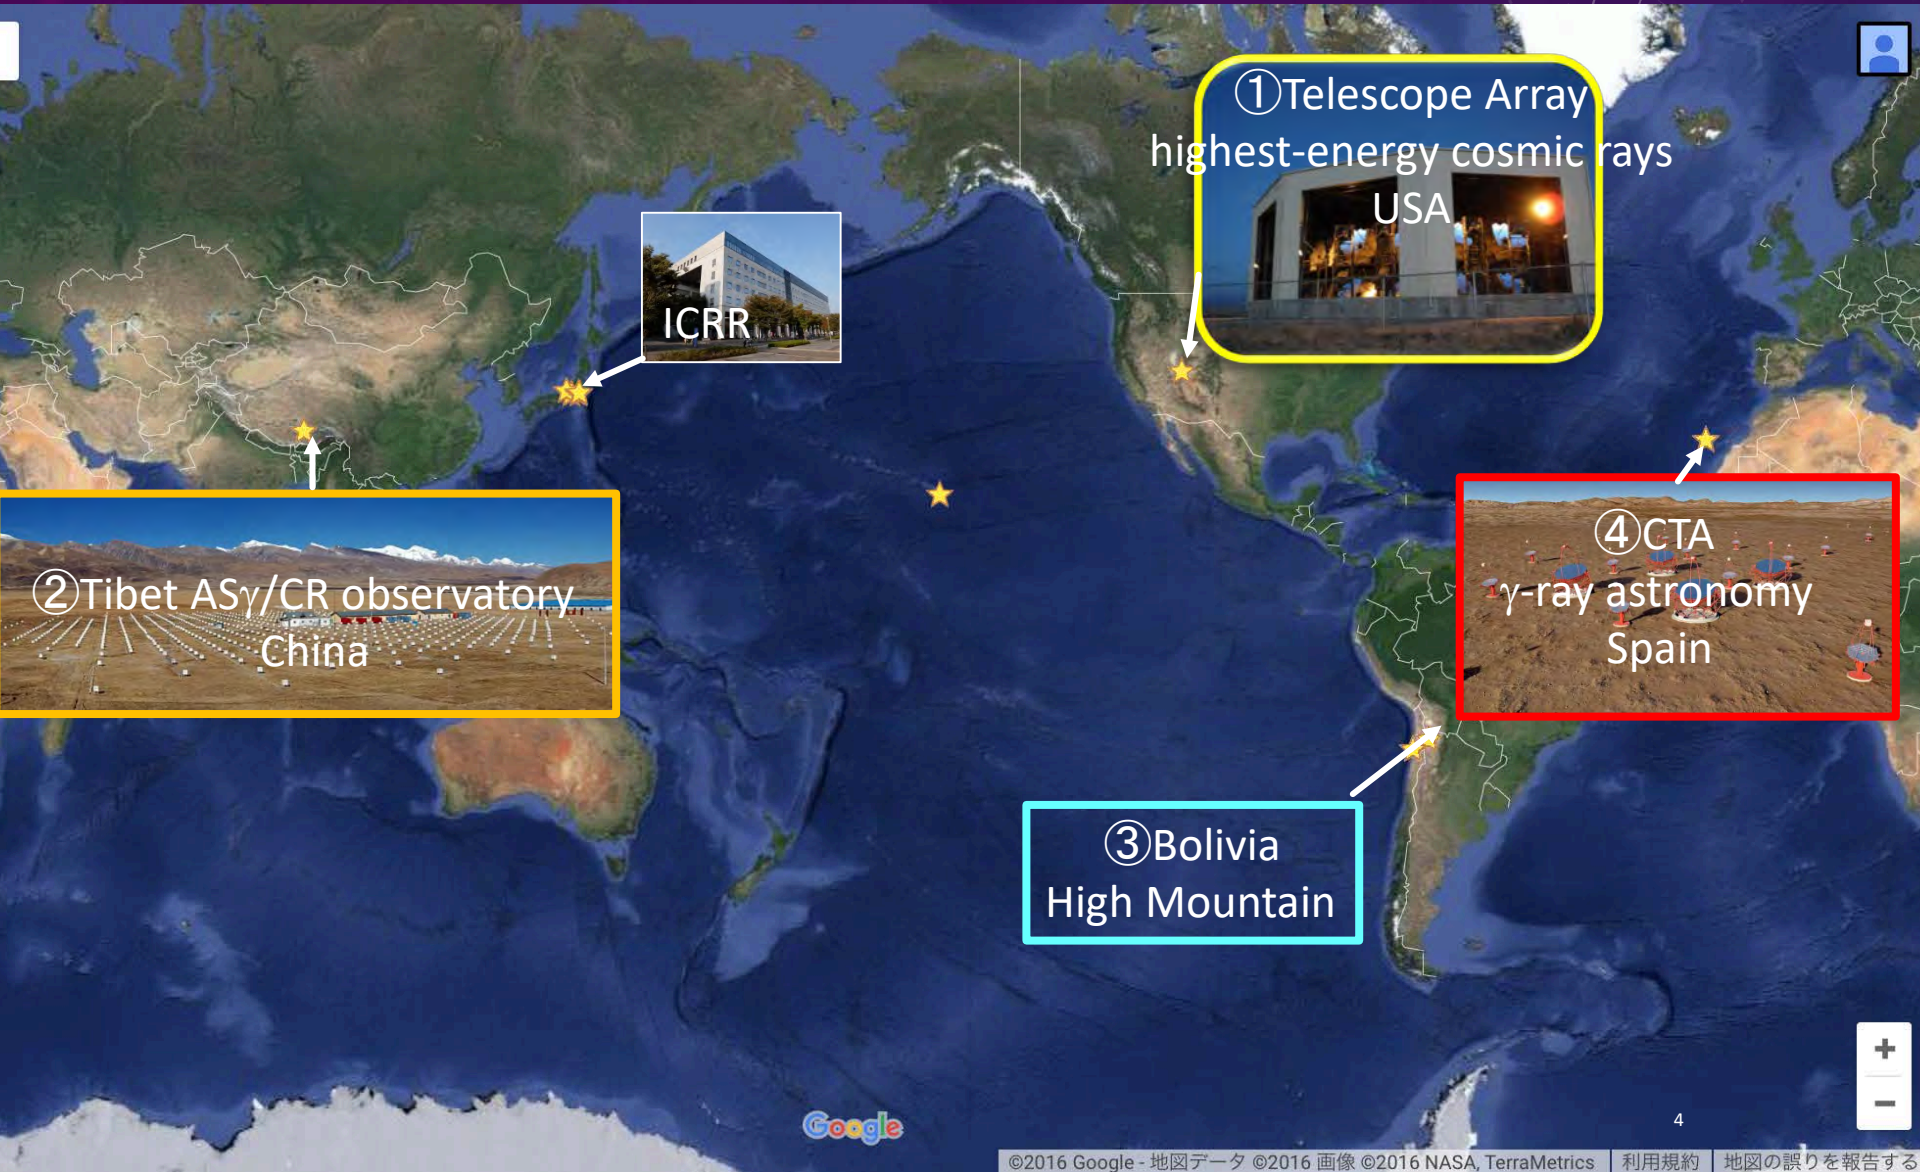 ①Telescope Array
highest-energy cosmic rays
USA
ICRR
②Tibet ASγ/CR observatory
China
④CTA
γ-ray astronomy
Spain
③Bolivia
High Mountain
+
−
4
Google
©2016 Google - 地図データ ©2016 画像 ©2016 NASA, TerraMetrics
利用規約
地図の誤りを報告する